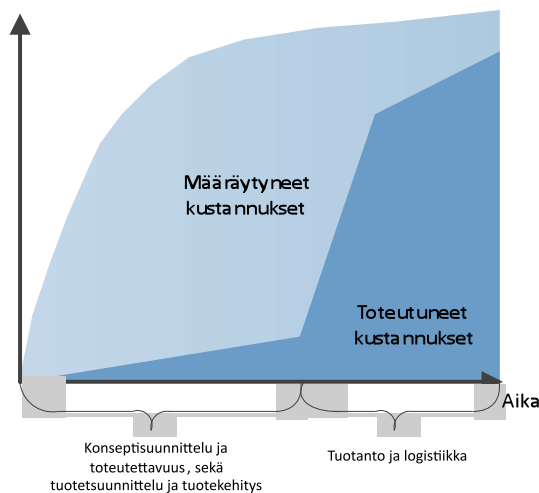 Määräytyneet
kustannukset
Toteutuneet
kustannukset
Aika
Konseptisuunnittelu ja
toteutettavuus, sekä
tuotetsuunnittelu ja tuotekehitys
Tuotanto ja logistiikka